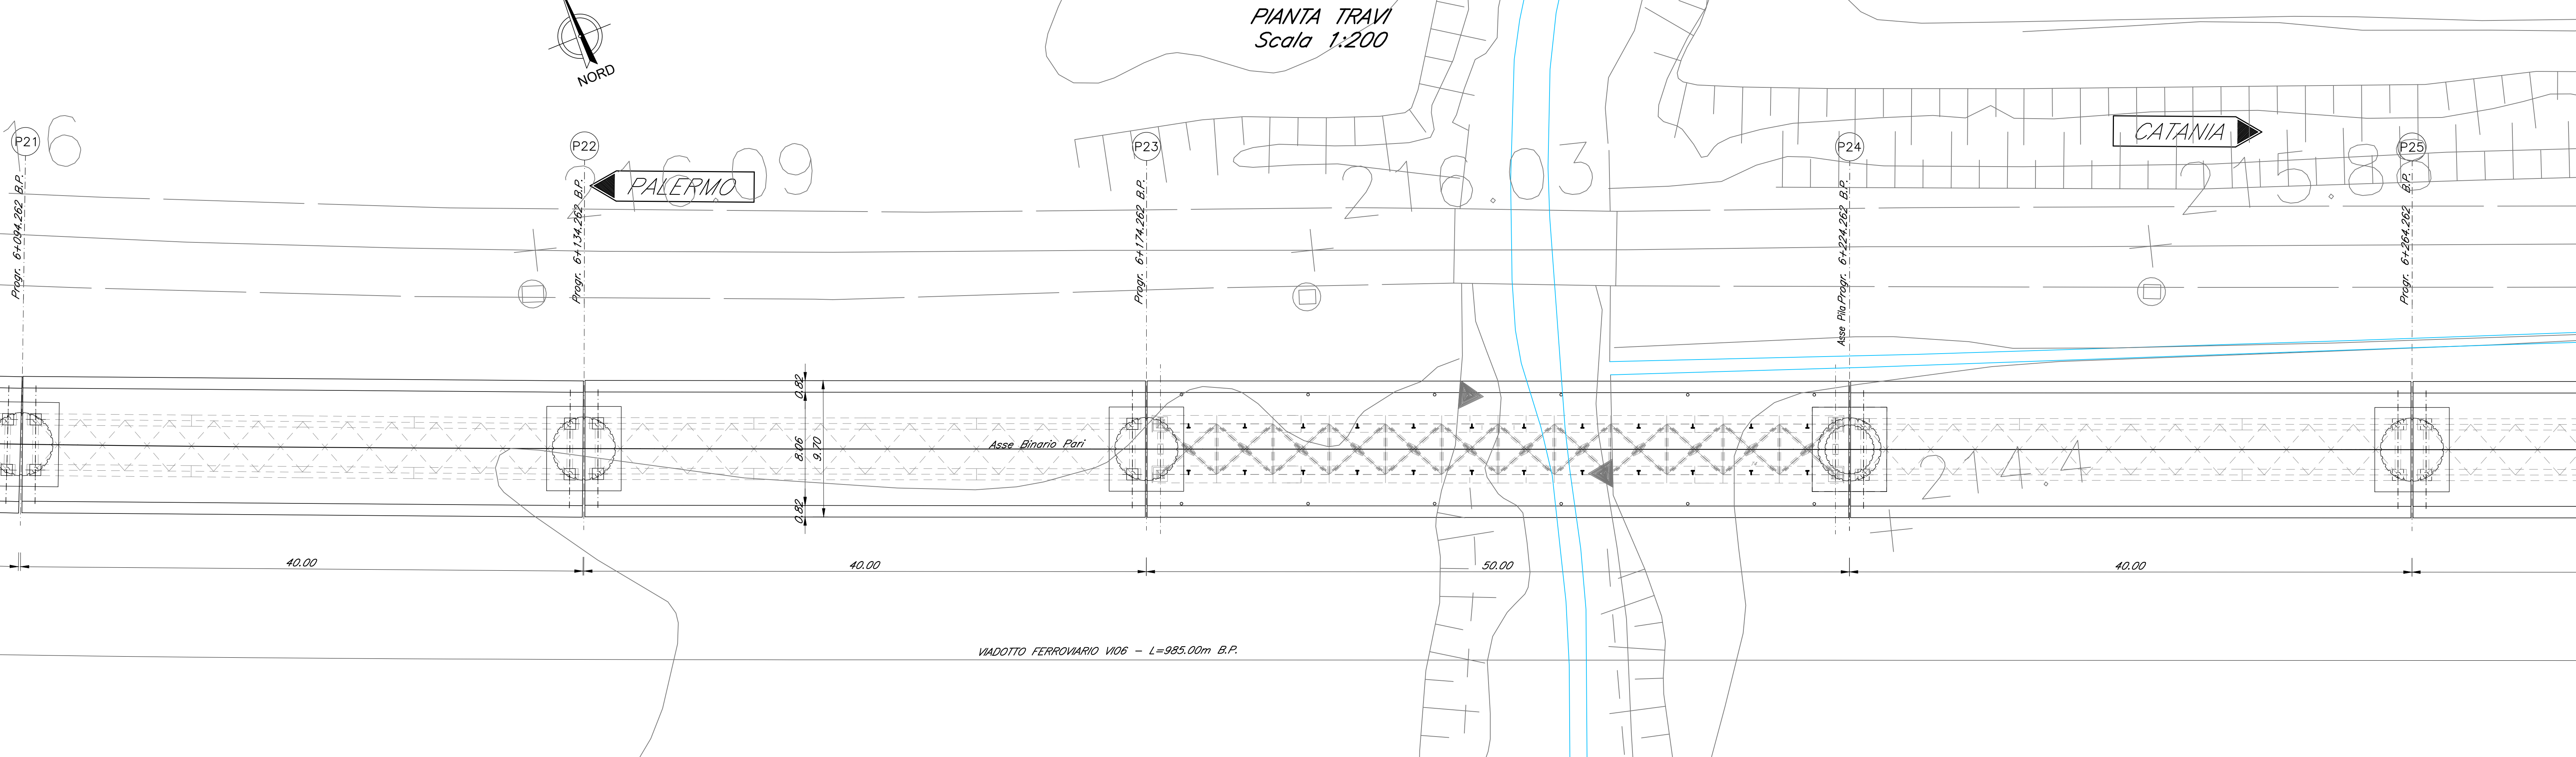 PIANTA TRAVI
Scala 1:200
NORD
16
P21
P22
P23
P24
P25
216.09
216.03
215.88
214.4
PALERMO
CATANIA
Progr. 6+094.262 B.P.
Progr. 6+134.262 B.P.
Progr. 6+174.262 B.P.
Asse Pila Progr. 6+224.262 B.P.
Progr. 6+264.262 B.P.
0.82
8.06
9.70
0.82
Asse Binario Pari
40.00
40.00
50.00
40.00
VIADOTTO FERROVIARIO VI06 - L=985.00m B.P.